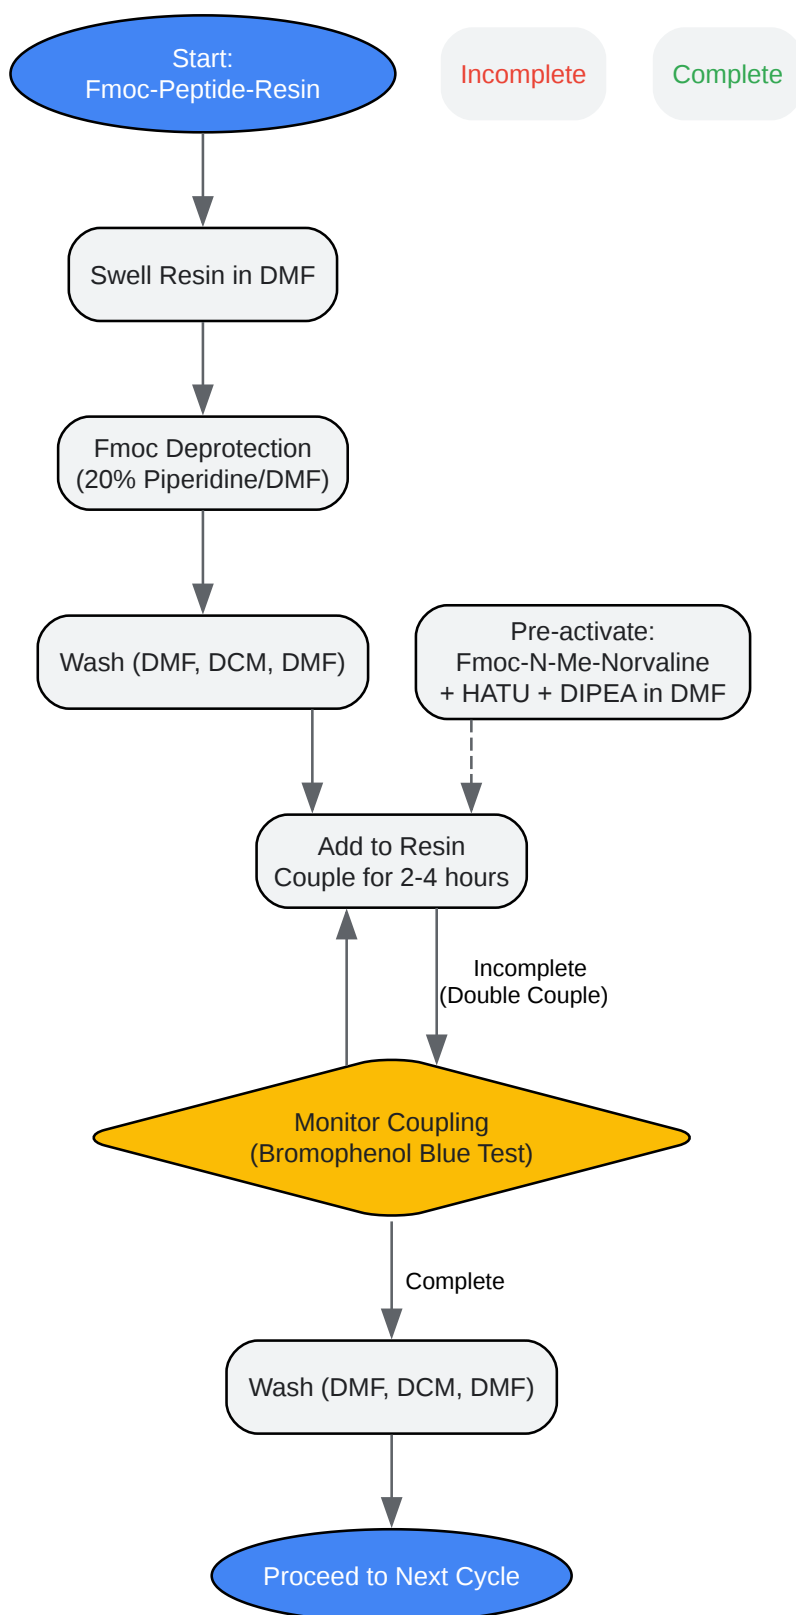 Start:
Fmoc-Peptide-Resin
Incomplete
Complete
Swell Resin in DMF
Fmoc Deprotection
(20% Piperidine/DMF)
Wash (DMF, DCM, DMF)
Pre-activate:
Fmoc-N-Me-Norvaline
+ HATU + DIPEA in DMF
Add to Resin
Couple for 2-4 hours
Incomplete
(Double Couple)
Monitor Coupling
(Bromophenol Blue Test)
Complete
Wash (DMF, DCM, DMF)
Proceed to Next Cycle